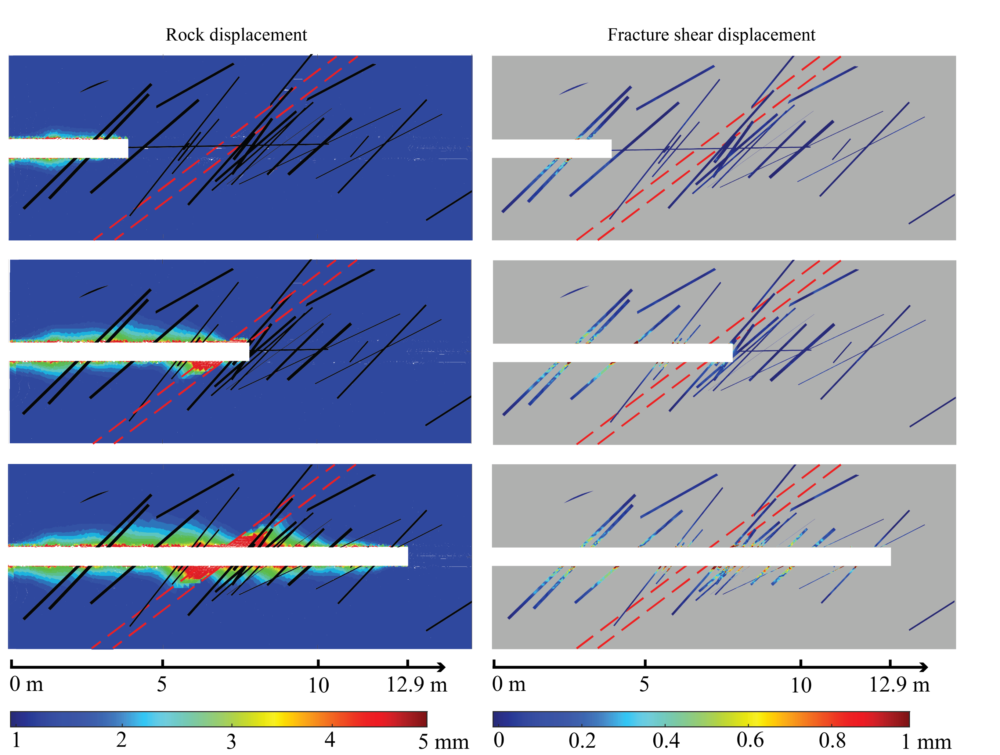 Rock displacement
Fracture shear displacement
0 m 5 10 12.9 m
0 m 5 10 12.9 m
1 2 3 4 5 mm
0 0.2 0.4 0.6 0.8 1 mm